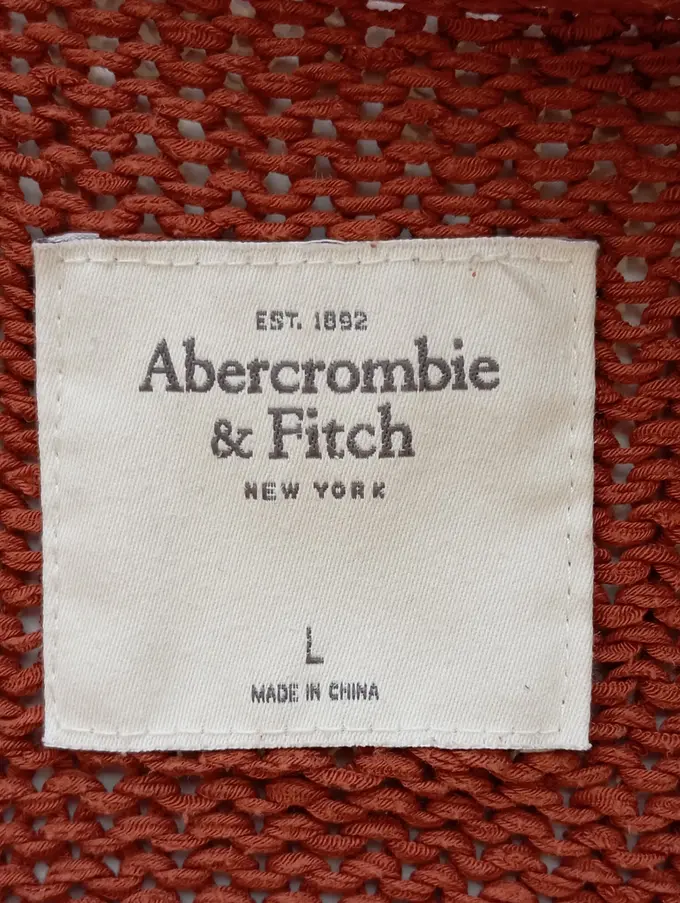 EST. 1892
Abercrombie
& Fitch
NEW YORK
L
MADE IN CHINA